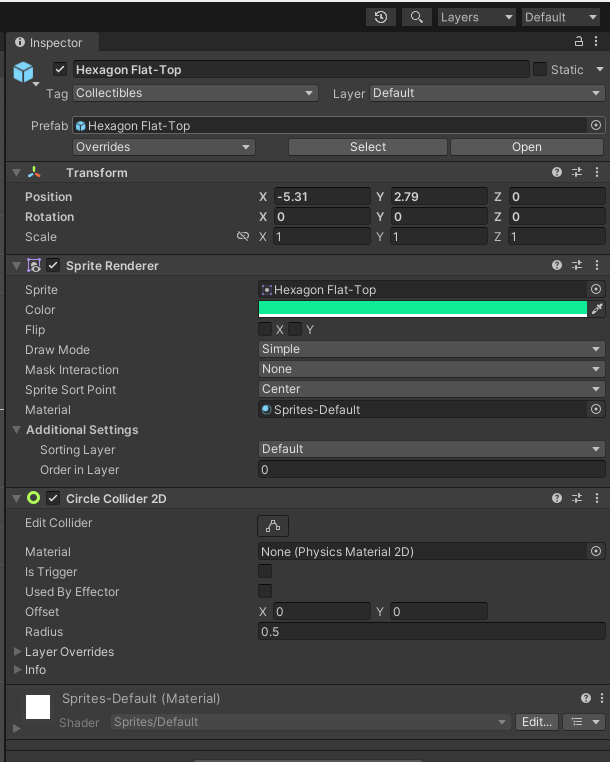 Layers Default
Inspector
Hexagon Flat-Top Static
Tag Collectibles Layer Default
Prefab Hexagon Flat-Top
Overrides Select Open
Transform
Position X -5.31 Y 2.79 Z 0
Rotation X 0 Y 0 Z 0
Scale X 1 Y 1 Z 1
Sprite Renderer
Sprite Hexagon Flat-Top
Color
Flip X Y
Draw Mode Simple
Mask Interaction None
Sprite Sort Point Center
Material Sprites-Default
Additional Settings
Sorting Layer Default
Order in Layer 0
Circle Collider 2D
Edit Collider
Material None (Physics Material 2D)
Is Trigger
Used By Effector
Offset X 0 Y 0
Radius 0.5
Layer Overrides
Info
Sprites-Default (Material)
Shader Sprites/Default Edit...